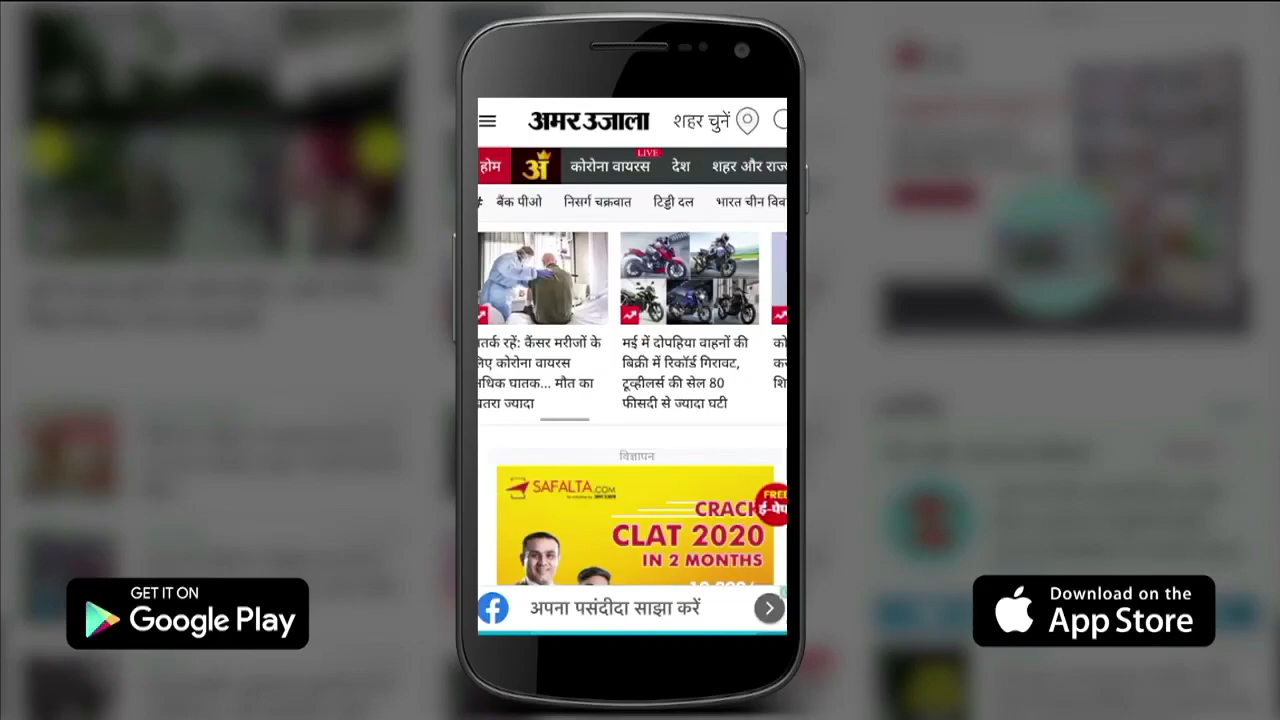 अमर उजाला
शहर चुनें
LIVE
होम
अ
कोरोना वायरस
देश
शहर और राज्
# बैंक पीओ
निसर्ग चक्रवात
टिड्डी दल
भारत चीन विव
तर्क रहें: कैंसर मरीजों के
लिए कोरोना वायरस
अधिक घातक... मौत का
खतरा ज्यादा
मई में दोपहिया वाहनों की
बिक्री में रिकॉर्ड गिरावट,
टूव्हीलर्स की सेल 80
फीसदी से ज्यादा घटी
को
कर
शि
विज्ञापन
SAFALTA.COM
CRACK
CLAT 2020
IN 2 MONTHS
FREE
ई-पेप
अपना पसंदीदा साझा करें
GET IT ON
Google Play
Download on the
App Store